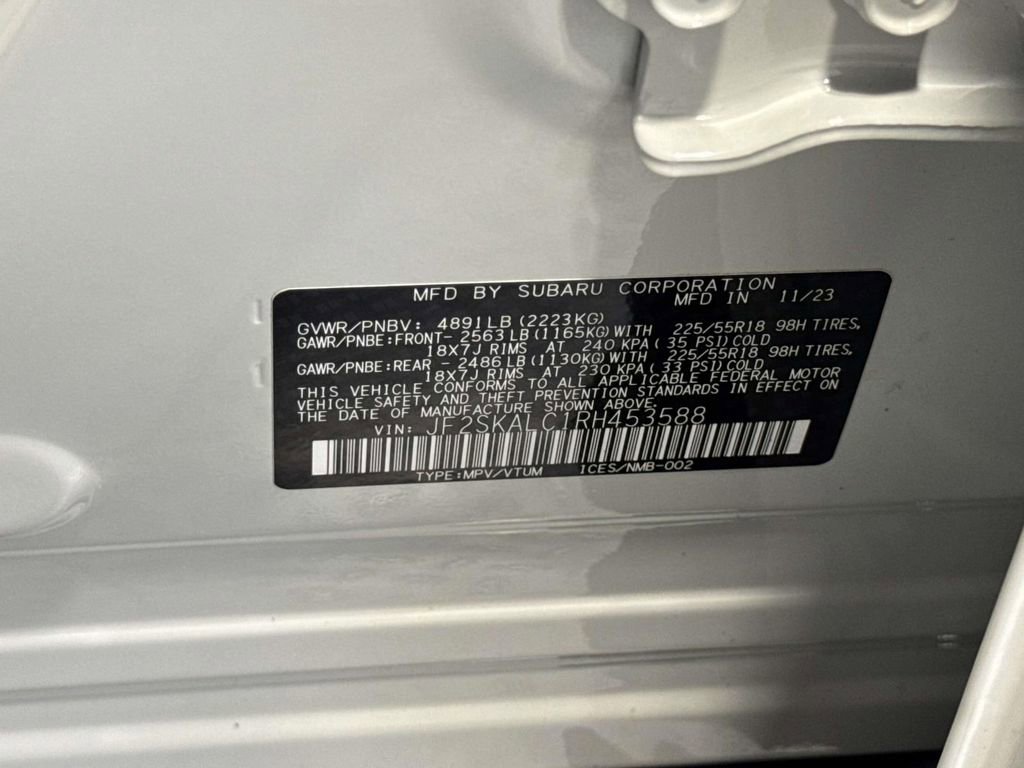 MFD BY SUBARU CORPORATION
MFD IN 11/23
GVWR/PNBV: 4891LB (2223KG)
GAWR/PNBE:FRONT- 2563LB (1165KG) WITH 225/55R18 98H TIRES,
18X7J RIMS AT 240 KPA ( 35 PSI) COLD
GAWR/PNBE:REAR - 2486LB (1130KG) WITH 225/55R18 98H TIRES,
18X7J RIMS AT 230 KPA ( 33 PSI) COLD
THIS VEHICLE CONFORMS TO ALL APPLICABLE FEDERAL MOTOR
VEHICLE SAFETY AND THEFT PREVENTION STANDARDS IN EFFECT ON
THE DATE OF MANUFACTURE SHOWN ABOVE.
VIN: JF2SKALC1RH453588
TYPE:MPV/VTUM ICES/NMB-002